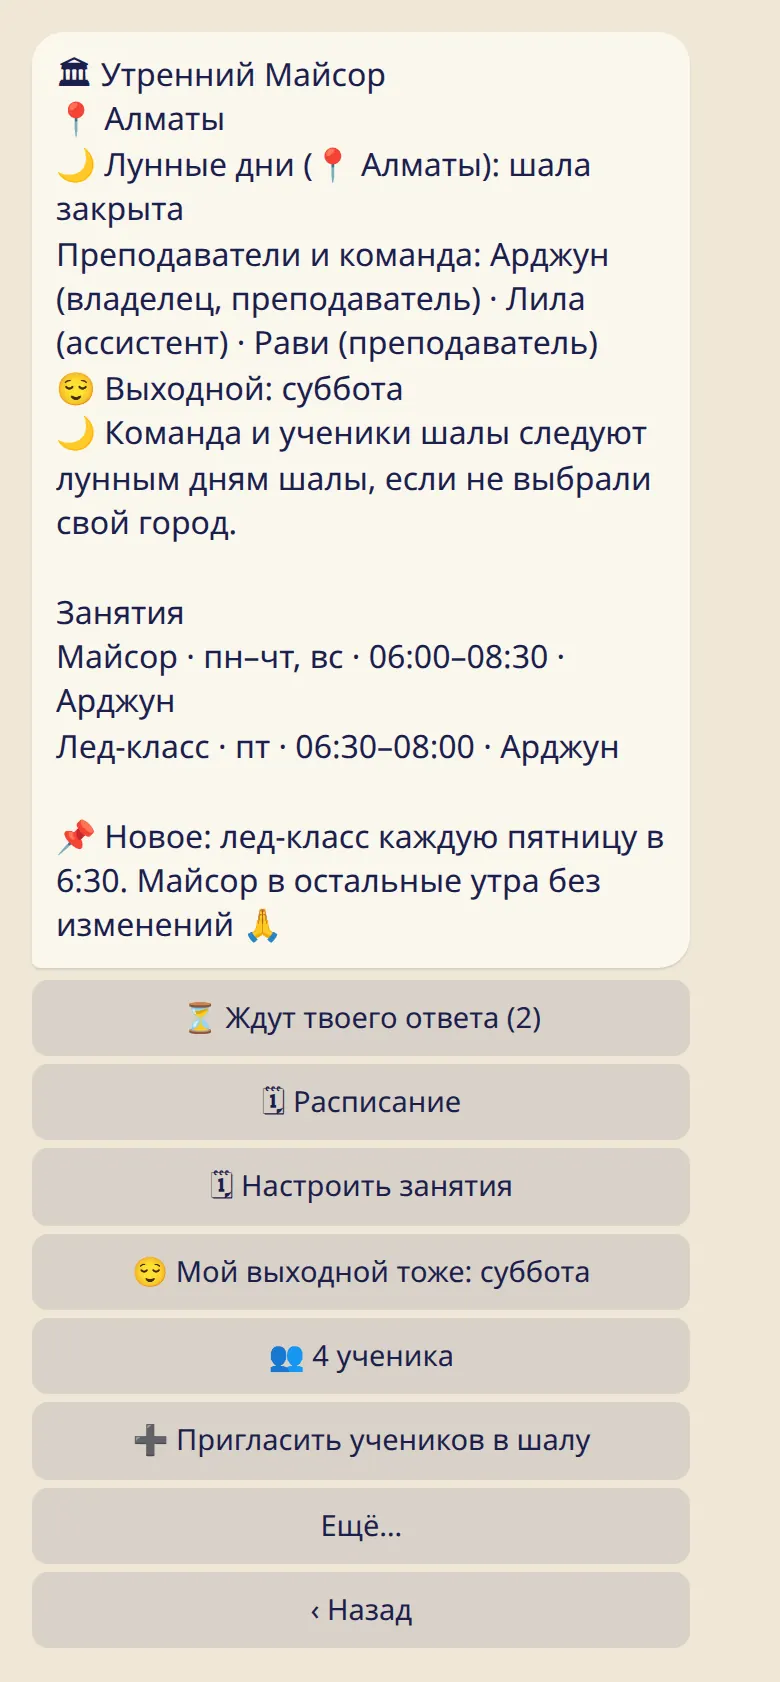 🏛 Утренний Майсор
📍 Алматы
🌙 Лунные дни (📍 Алматы): шала
закрыта
Преподаватели и команда: Арджун
(владелец, преподаватель) · Лила
(ассистент) · Рави (преподаватель)
😌 Выходной: суббота
🌙 Команда и ученики шалы следуют
лунным дням шалы, если не выбрали
свой город.
Занятия
Майсор · пн–чт, вс · 06:00–08:30 ·
Арджун
Лед-класс · пт · 06:30–08:00 · Арджун
📌 Новое: лед-класс каждую пятницу в
6:30. Майсор в остальные утра без
изменений 🙏
⏳ Ждут твоего ответа (2)
🗓 Расписание
🗓 Настроить занятия
😌 Мой выходной тоже: суббота
👥 4 ученика
➕ Пригласить учеников в шалу
Ещё...
‹ Назад